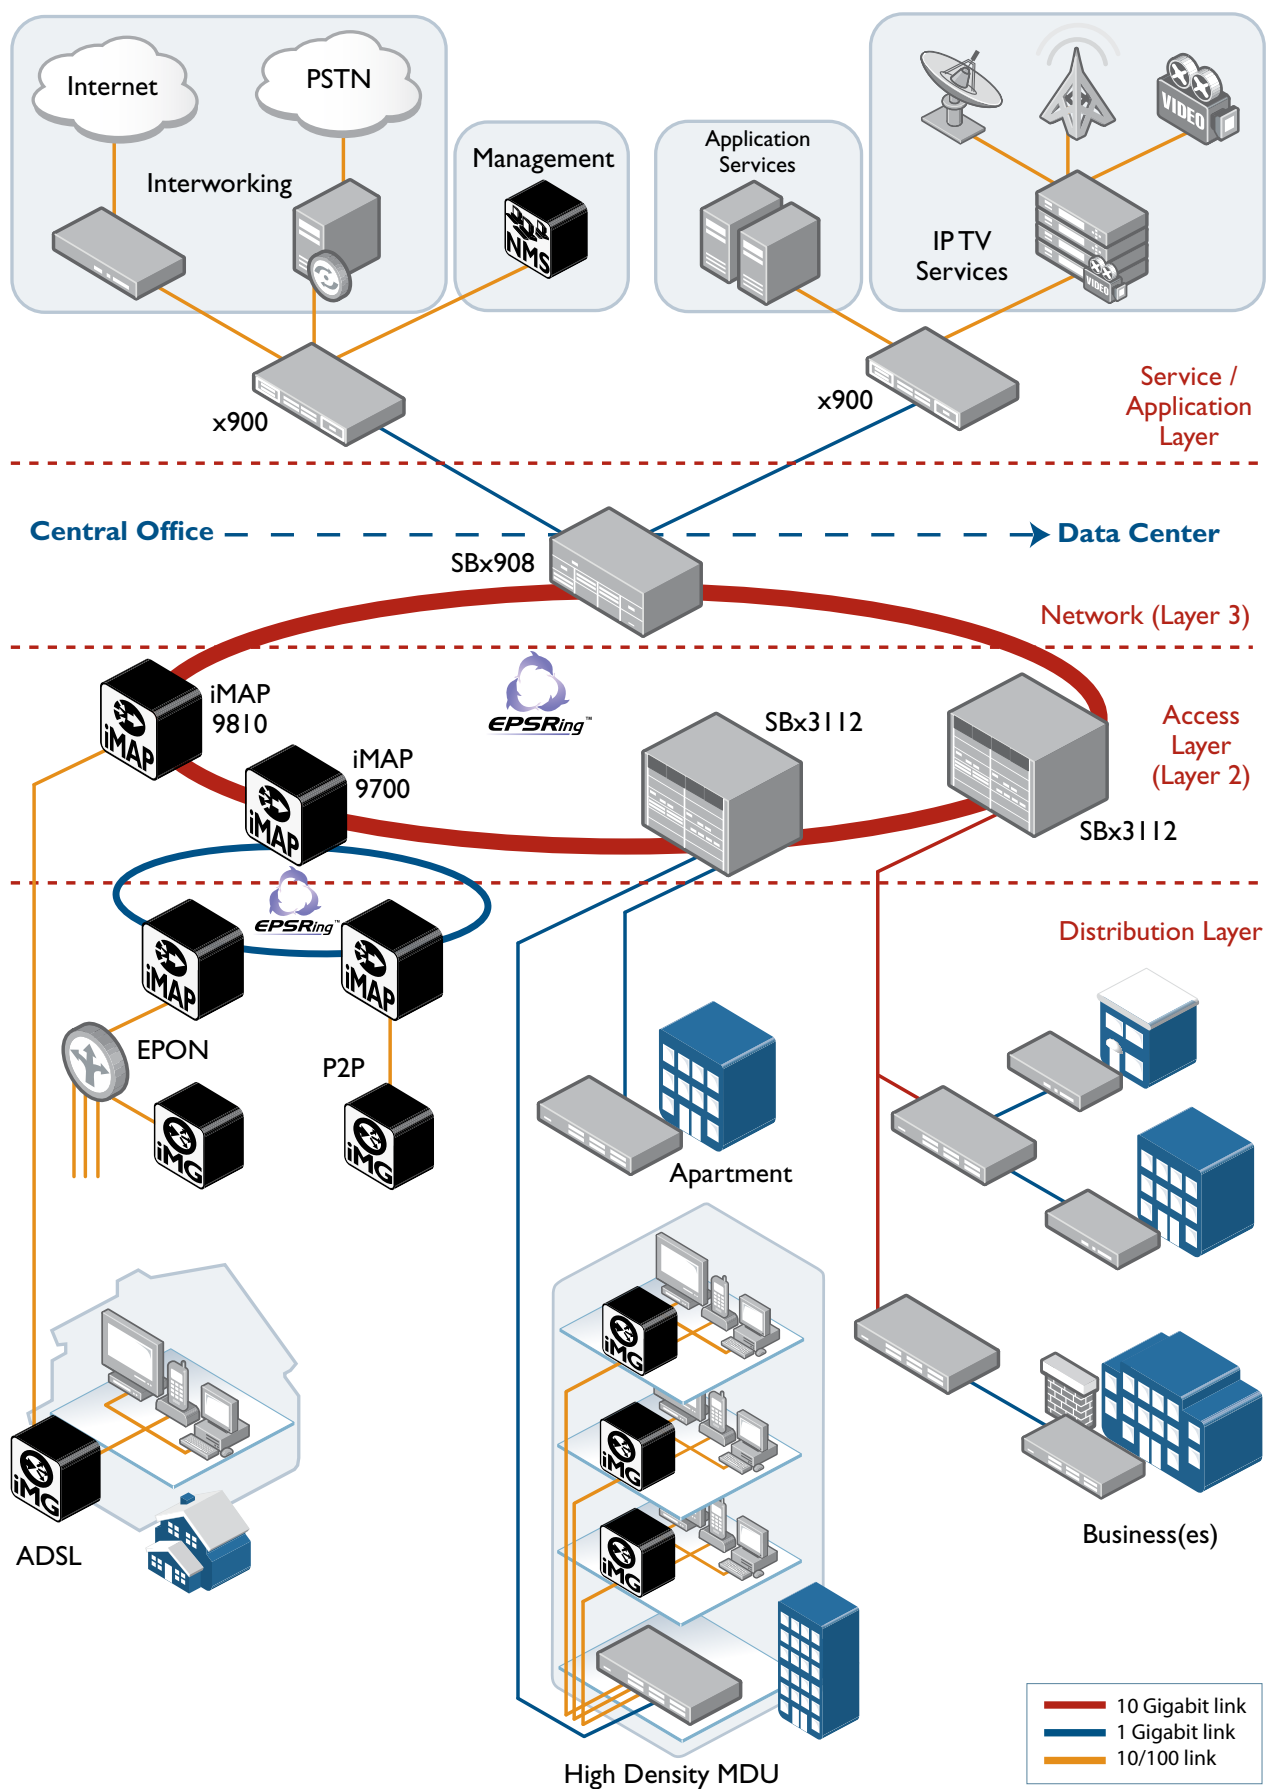 Internet
PSTN
Interworking
Management
NMS
Application
Services
VIDEO
IP TV
Services
VIDEO
x900
x900
Service /
Application
Layer
Central Office
Data Center
SBx908
Network (Layer 3)
iMAP
iMAP
9810
EPSRing™
SBx3112
Access
Layer
(Layer 2)
iMAP
iMAP
9700
SBx3112
EPSRing™
iMAP
iMAP
Distribution Layer
EPON
P2P
iMG
iMG
Apartment
iMG
iMG
iMG
iMG
ADSL
Business(es)
High Density MDU
10 Gigabit link
1 Gigabit link
10/100 link